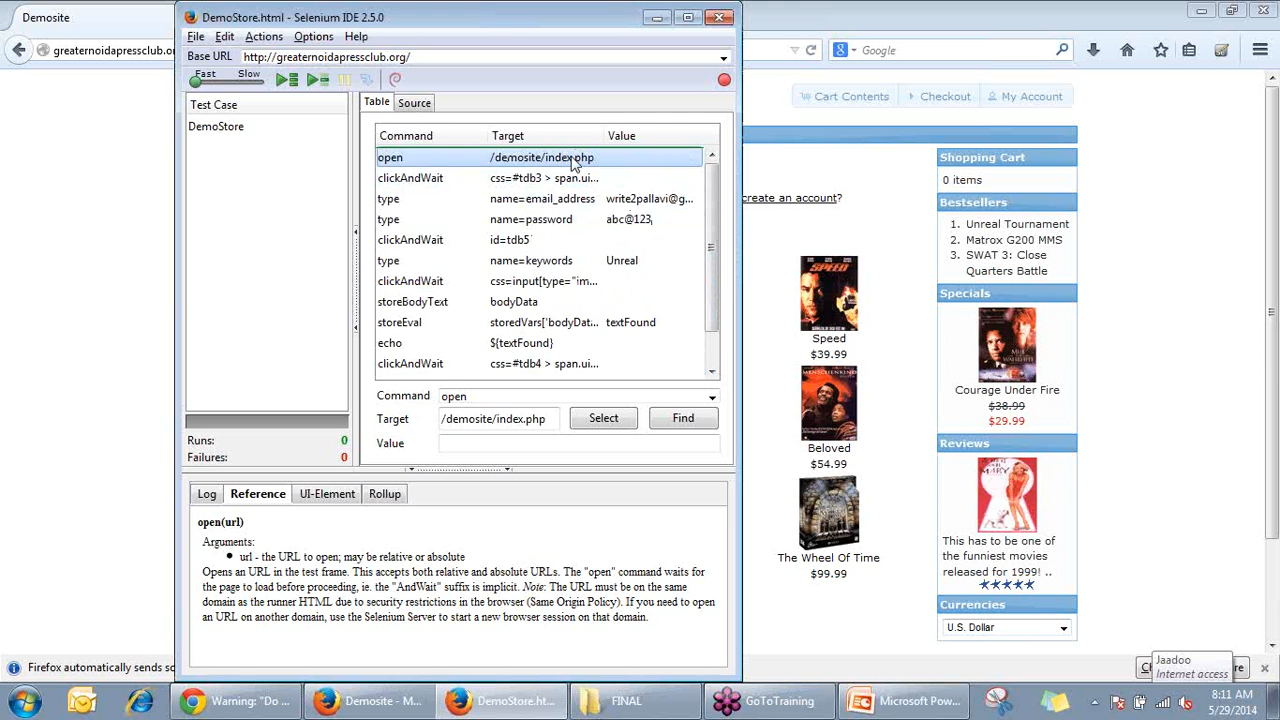 Demosite
greaternoidapressclub.or
DemoStore.html - Selenium IDE 2.5.0
File Edit Actions Options Help
Base URL http://greaternoidapressclub.org/
Fast Slow
Google
Test Case
DemoStore
Table Source
Command Target Value
open /demosite/index.php
clickAndWait css=#tdb3 > span.ui...
type name=email_address write2pallavi@g...
type name=password abc@123,
clickAndWait id=tdb5
type name=keywords Unreal
clickAndWait css=input[type="im...
storeBodyText bodyData
storeEval storedVars['bodyDat... textFound
echo ${textFound}
clickAndWait css=#tdb4 > span.ui...
Command open
Target /demosite/index.php Select Find
Value
Runs: 0
Failures: 0
Log Reference UI-Element Rollup
open(url)
Arguments:
• url - the URL to open; may be relative or absolute
Opens an URL in the test frame. This accepts both relative and absolute URLs. The "open" command waits
for the page to load before proceeding, ie. the "AndWait" suffix is implicit. Note: The URL must be on the same
domain as the runner HTML due to security restrictions in the browser (Same Origin Policy). If you need to open
an URL on another domain, use the Selenium Server to start a new browser session on that domain.
Cart Contents Checkout My Account
create an account?
SPEED
Speed
$39.99
Beloved
$54.99
The Wheel Of Time
$99.99
Shopping Cart
0 items
Bestsellers
1. Unreal Tournament
2. Matrox G200 MMS
3. SWAT 3: Close
Quarters Battle
Specials
Courage Under Fire
$38.99
$29.99
Reviews
This has to be one of
the funniest movies
released for 1999! ..
Currencies
U.S. Dollar
Firefox automatically sends so
Jaadoo
Internet access
Warning: "Do ...
Demosite - M...
DemoStore.ht...
FINAL
GoToTraining
Microsoft Pow...
8:11 AM
5/29/2014